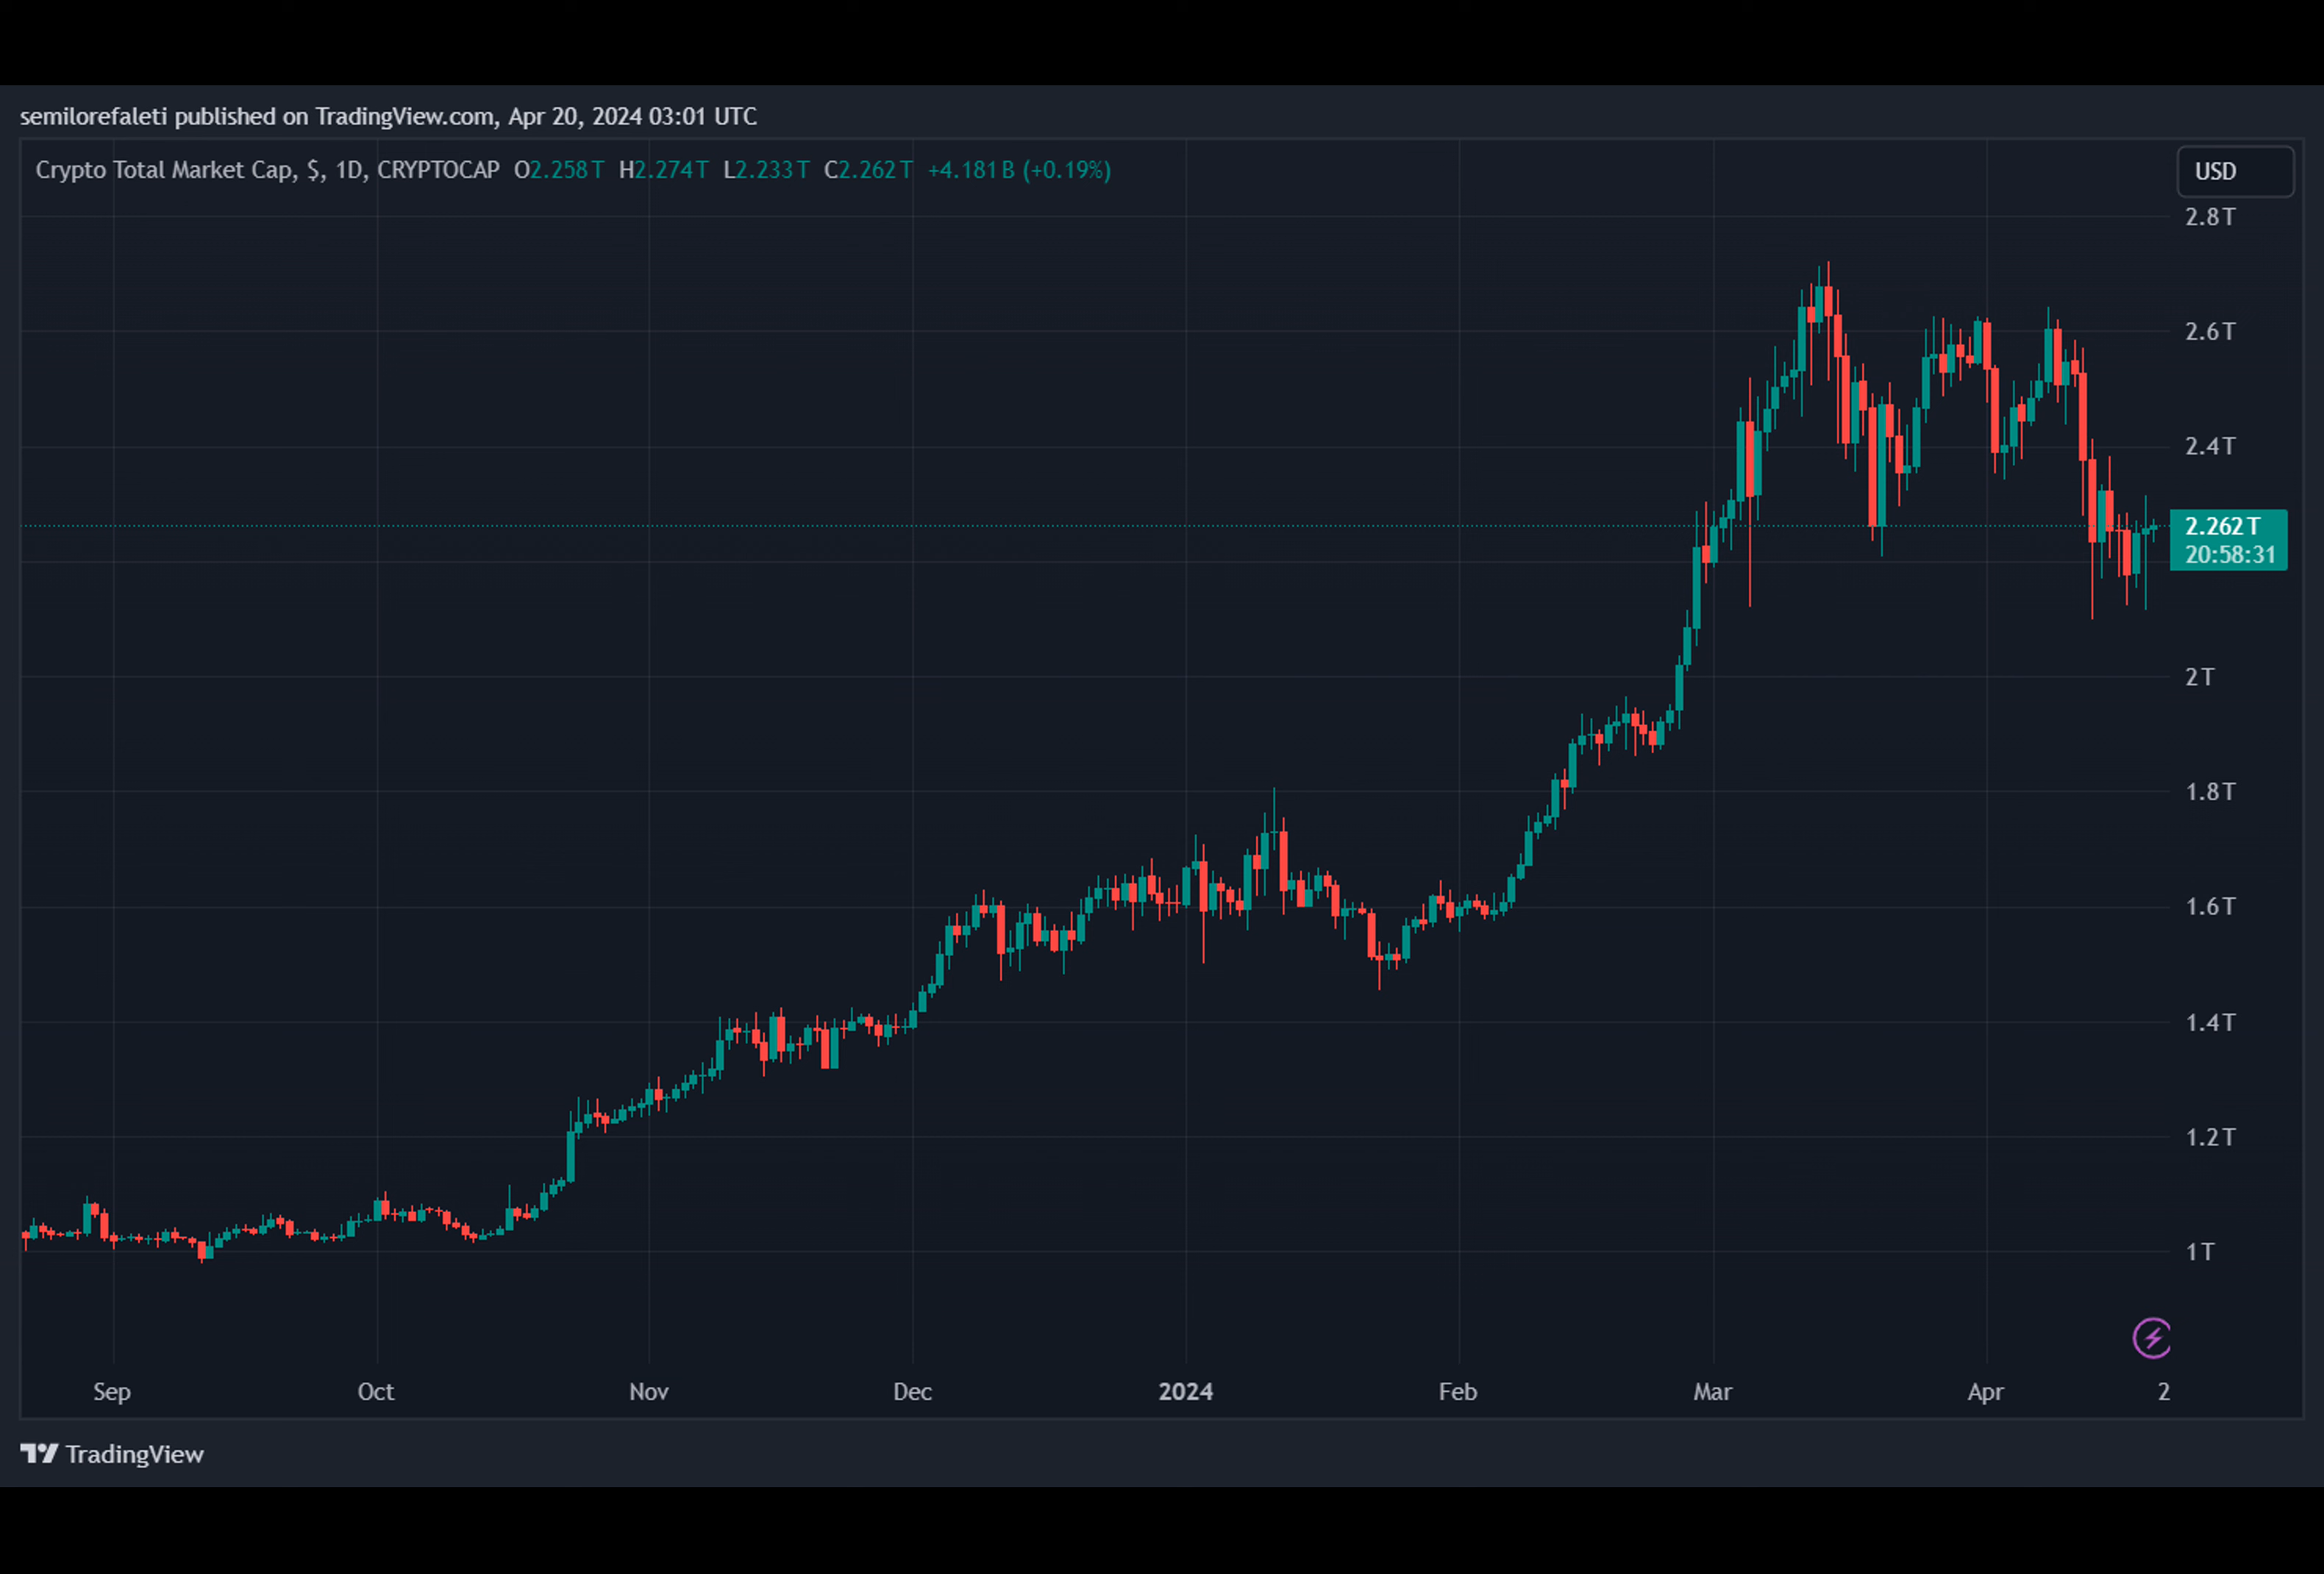 semilorefaleti published on TradingView.com, Apr 20, 2024 03:01 UTC
Crypto Total Market Cap, $, 1D, CRYPTOCAP O2.258T H2.274T L2.233T C2.262T +4.181B (+0.19%)
USD
2.8T
2.6T
2.4T
2.262T
20:58:31
2T
1.8T
1.6T
1.4T
1.2T
1T
Sep Oct Nov Dec 2024 Feb Mar Apr 2
TradingView